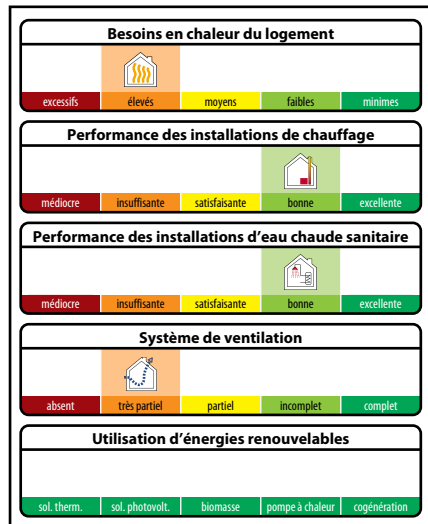 Besoins en chaleur du logement
excessifs élevés moyens faibles minimes
Performance des installations de chauffage
médiocre insuffisante satisfaisante bonne excellente
Performance des installations d'eau chaude sanitaire
médiocre insuffisante satisfaisante bonne excellente
Système de ventilation
absent très partiel partiel incomplet complet
Utilisation d'énergies renouvelables
sol. therm. sol. photovolt. biomasse pompe à chaleur cogénération